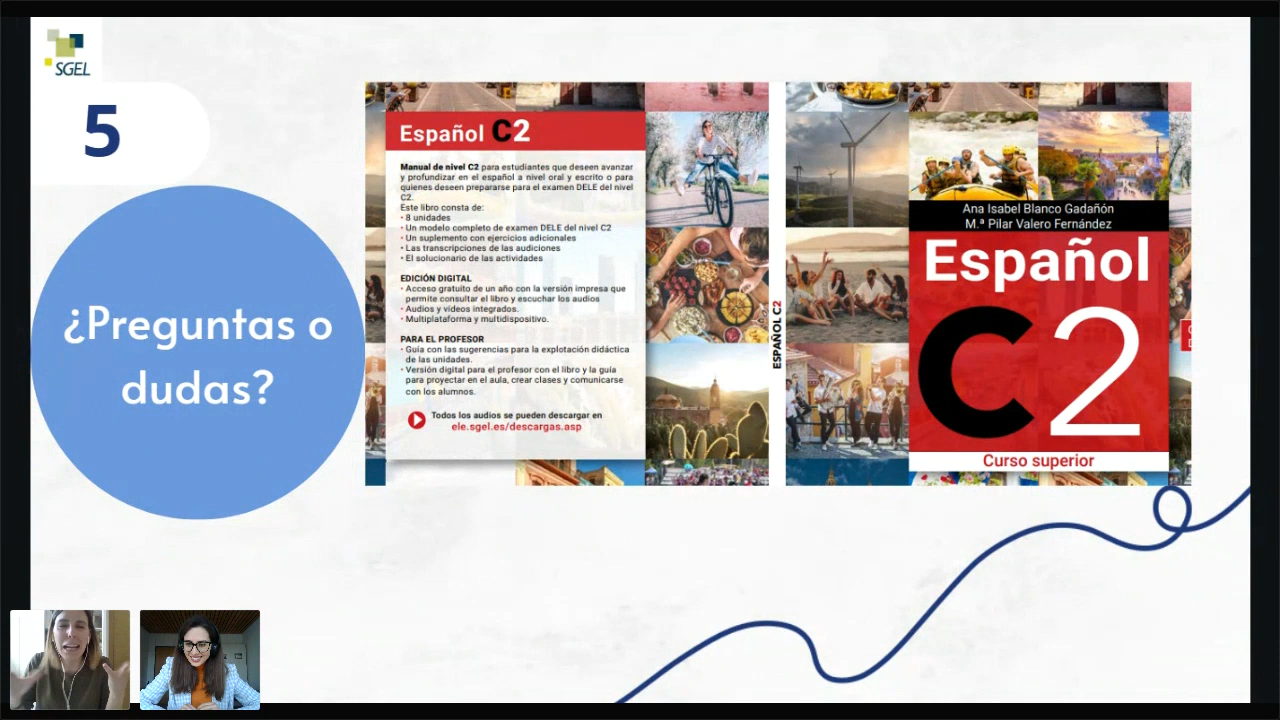 SGEL
5
¿Preguntas o
dudas?
Español C2
Manual de nivel C2 para estudiantes que deseen avanzar
y profundizar en el español a nivel oral y escrito o para
quienes deseen prepararse para el examen DELE del nivel
C2.
Este libro consta de:
• 8 unidades
• Un modelo completo de examen DELE del nivel C2
• Un suplemento con ejercicios adicionales
• Las transcripciones de las audiciones
• El solucionario de las actividades
EDICIÓN DIGITAL
• Acceso gratuito de un año con la versión impresa que
permite consultar el libro y escuchar los audios
• Audios y vídeos integrados.
• Multiplataforma y multidispositivo.
PARA EL PROFESOR
• Guía con las sugerencias para la explotación didáctica
de las unidades.
• Versión digital para el profesor con el libro y la guía
para proyectar en el aula, crear clases y comunicarse
con los alumnos.
Todos los audios se pueden descargar en
ele.sgel.es/descargas.asp
ESPAÑOL C2
Ana Isabel Blanco Gadañón
M.ª Pilar Valero Fernández
Español
C2
Curso superior